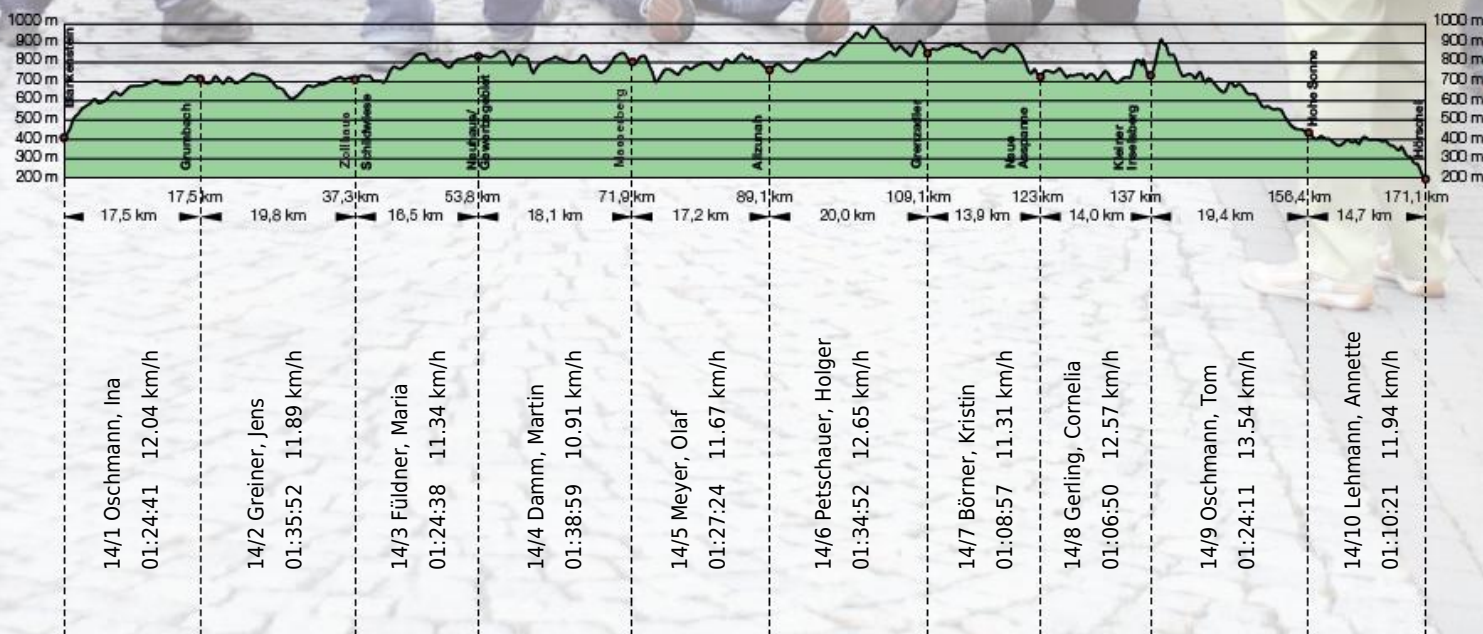 1000 m
900 m
800 m
700 m
600 m
500 m
400 m
300 m
200 m
1000 m
900 m
800 m
700 m
600 m
500 m
400 m
300 m
200 m
Blankenstein
Grumbach
Zollhaus
Schildwiese
Neuhaus/
Gewerbegebiet
Masserberg
Allzunah
Grenzadler
Neue
Ausspanne
Kleiner
Inselsberg
Hohe Sonne
Hörschel
17,5 km 37,3 km 53,8 km 71,9 km 89,1 km 109,1 km 123 km 137 km 156,4 km 171,1 km
17,5 km 19,8 km 16,5 km 18,1 km 17,2 km 20,0 km 13,9 km 14,0 km 19,4 km 14,7 km
14/1 Oschmann, Ina
01:24:41 12.04 km/h
14/2 Greiner, Jens
01:35:52 11.89 km/h
14/3 Füldner, Maria
01:24:38 11.34 km/h
14/4 Damm, Martin
01:38:59 10.91 km/h
14/5 Meyer, Olaf
01:27:24 11.67 km/h
14/6 Petschauer, Holger
01:34:52 12.65 km/h
14/7 Börner, Kristin
01:08:57 11.31 km/h
14/8 Gerling, Cornelia
01:06:50 12.57 km/h
14/9 Oschmann, Tom
01:24:11 13.54 km/h
14/10 Lehmann, Annette
01:10:21 11.94 km/h